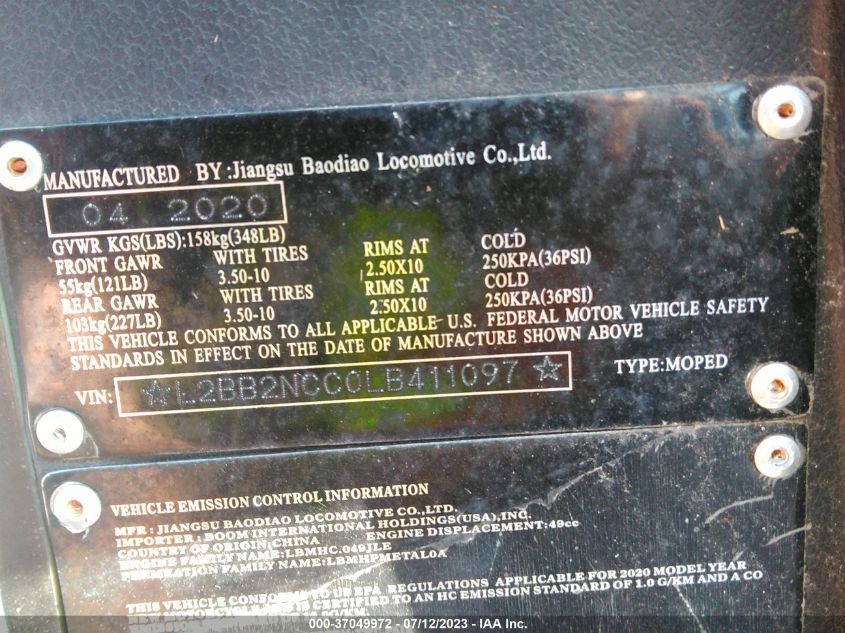 MANUFACTURED BY :Jiangsu Baodiao Locomotive Co.,Ltd.
04 2020
GVWR KGS(LBS):158kg(348LB)
FRONT GAWR WITH TIRES RIMS AT COLD
55kg(121LB) 3.50-10 2.50X10 250KPA(36PSI)
REAR GAWR WITH TIRES RIMS AT COLD
103kg(227LB) 3.50-10 2.50X10 250KPA(36PSI)
THIS VEHICLE CONFORMS TO ALL APPLICABLE U.S. FEDERAL MOTOR VEHICLE SAFETY
STANDARDS IN EFFECT ON THE DATE OF MANUFACTURE SHOWN ABOVE
VIN: ☆L2BB2NCC0LB411097☆ TYPE:MOPED
VEHICLE EMISSION CONTROL INFORMATION
MFR : JIANGSU BAODIAO LOCOMOTIVE CO.,LTD.
IMPORTER : BOOM INTERNATIONAL HOLDINGS(USA),INC.
COUNTRY OF ORIGIN:CHINA ENGINE DISPLACEMENT:49cc
ENGINE FAMILY NAME:LBMHC.049JLE
PERMEATION FAMILY NAME:LBMHPMETAL0A
THIS VEHICLE CONFORMS TO US EPA REGULATIONS APPLICABLE FOR 2020 MODEL YEAR
IS CERTIFIED TO AN HC EMISSION STANDARD OF 1.0 G/KM AND A CO
000-37049972 - 07/12/2023 - IAA Inc.